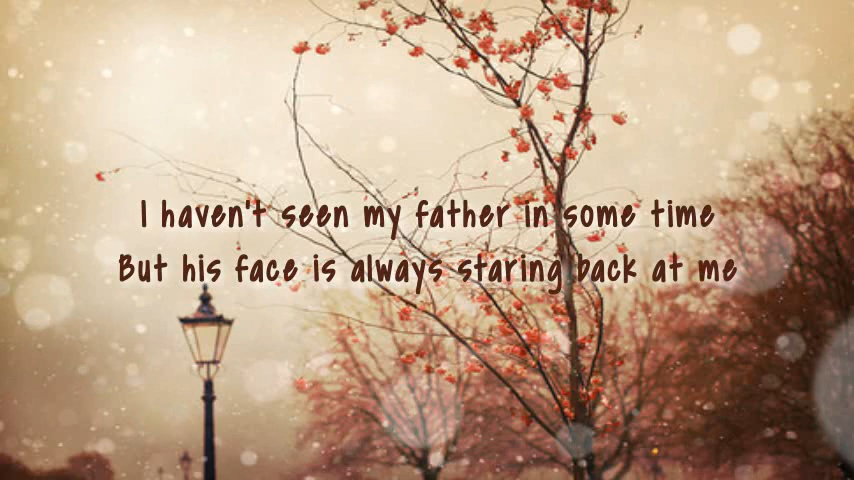 I haven't seen my father in some time
But his face is always staring back at me